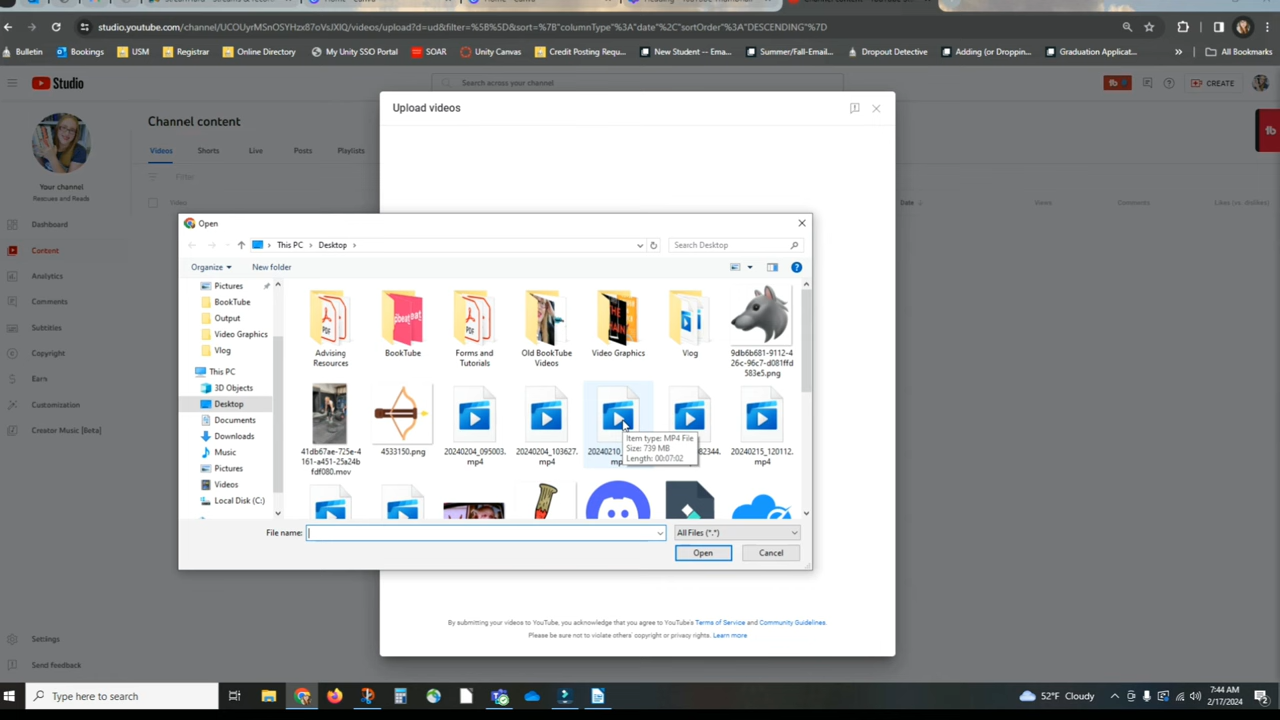 studio.youtube.com/channel/UCOUyrMSnOSYHzx87oVsJXIQ/videos/upload?d=ud&filter=%5B%5D&sort=%7B"columnType"%3A"date"%2C"sortOrder"%3A"DESCENDING"%7D
Bulletin
Bookings
USM
Registrar
Online Directory
My Unity SSO Portal
SOAR
Unity Canvas
Credit Posting Requ...
New Student -- Ema...
Summer/Fall-Email...
Dropout Detective
Adding (or Droppin...
Graduation Applicat...
»
All Bookmarks
Studio
Search across your channel
CREATE
Your channel
Rescues and Reads
Dashboard
Content
Analytics
Comments
Subtitles
Copyright
Earn
Customisation
Creator Music [Beta]
Settings
Send feedback
Channel content
Videos
Shorts
Live
Posts
Playlists
Filter
Video
Date
Views
Comments
Likes (vs. dislikes)
Upload videos
Open
This PC
Desktop
Search Desktop
Organize
New folder
Pictures
BookTube
Output
Video Graphics
Vlog
This PC
3D Objects
Desktop
Documents
Downloads
Music
Pictures
Videos
Local Disk (C:)
Advising
Resources
BookTube
Forms and
Tutorials
Old BookTube
Videos
Video Graphics
Vlog
9db6b681-9112-4
26c-96c7-d081ffd
583e5.png
41db67ae-725e-4
161-a451-25a24b
fdf080.mov
4533150.png
20240204_095003.
mp4
20240204_103627.
mp4
20240210_
mp4
20240215_120112.
mp4
Item type: MP4 File
Size: 739 MB
Length: 00:07:02
File name:
All Files (*.*)
Open
Cancel
By submitting your videos to YouTube, you acknowledge that you agree to YouTube's Terms of Service and Community Guidelines.
Please be sure not to violate others' copyright or privacy rights. Learn more
Type here to search
52°F Cloudy
7:44 AM
2/17/2024